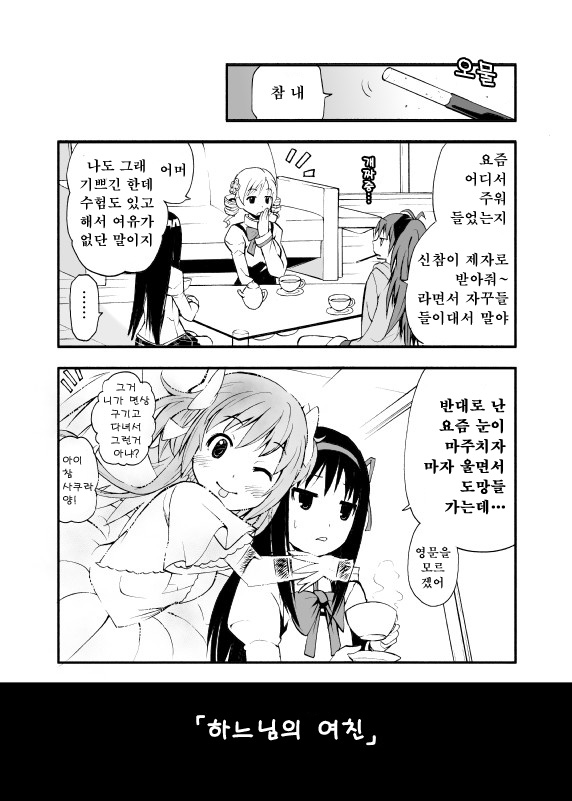 오물
참 내
요즘
어디서
주워
들었는지
신참이 제자로
받아줘~
라면서 자꾸들
들이대서 말야
개짜증…
어머
나도 그래
기쁘긴 한데
수험도 있고
해서 여유가
없단 말이지
……
반대로 난
요즘 눈이
마주치자
마자 울면서
도망들
가는데…
영문을
모르
겠어
그거
니가 면상
구기고
다녀서
그런거
아냐?
아이
참
사쿠라
양!
「하느님의 여친」